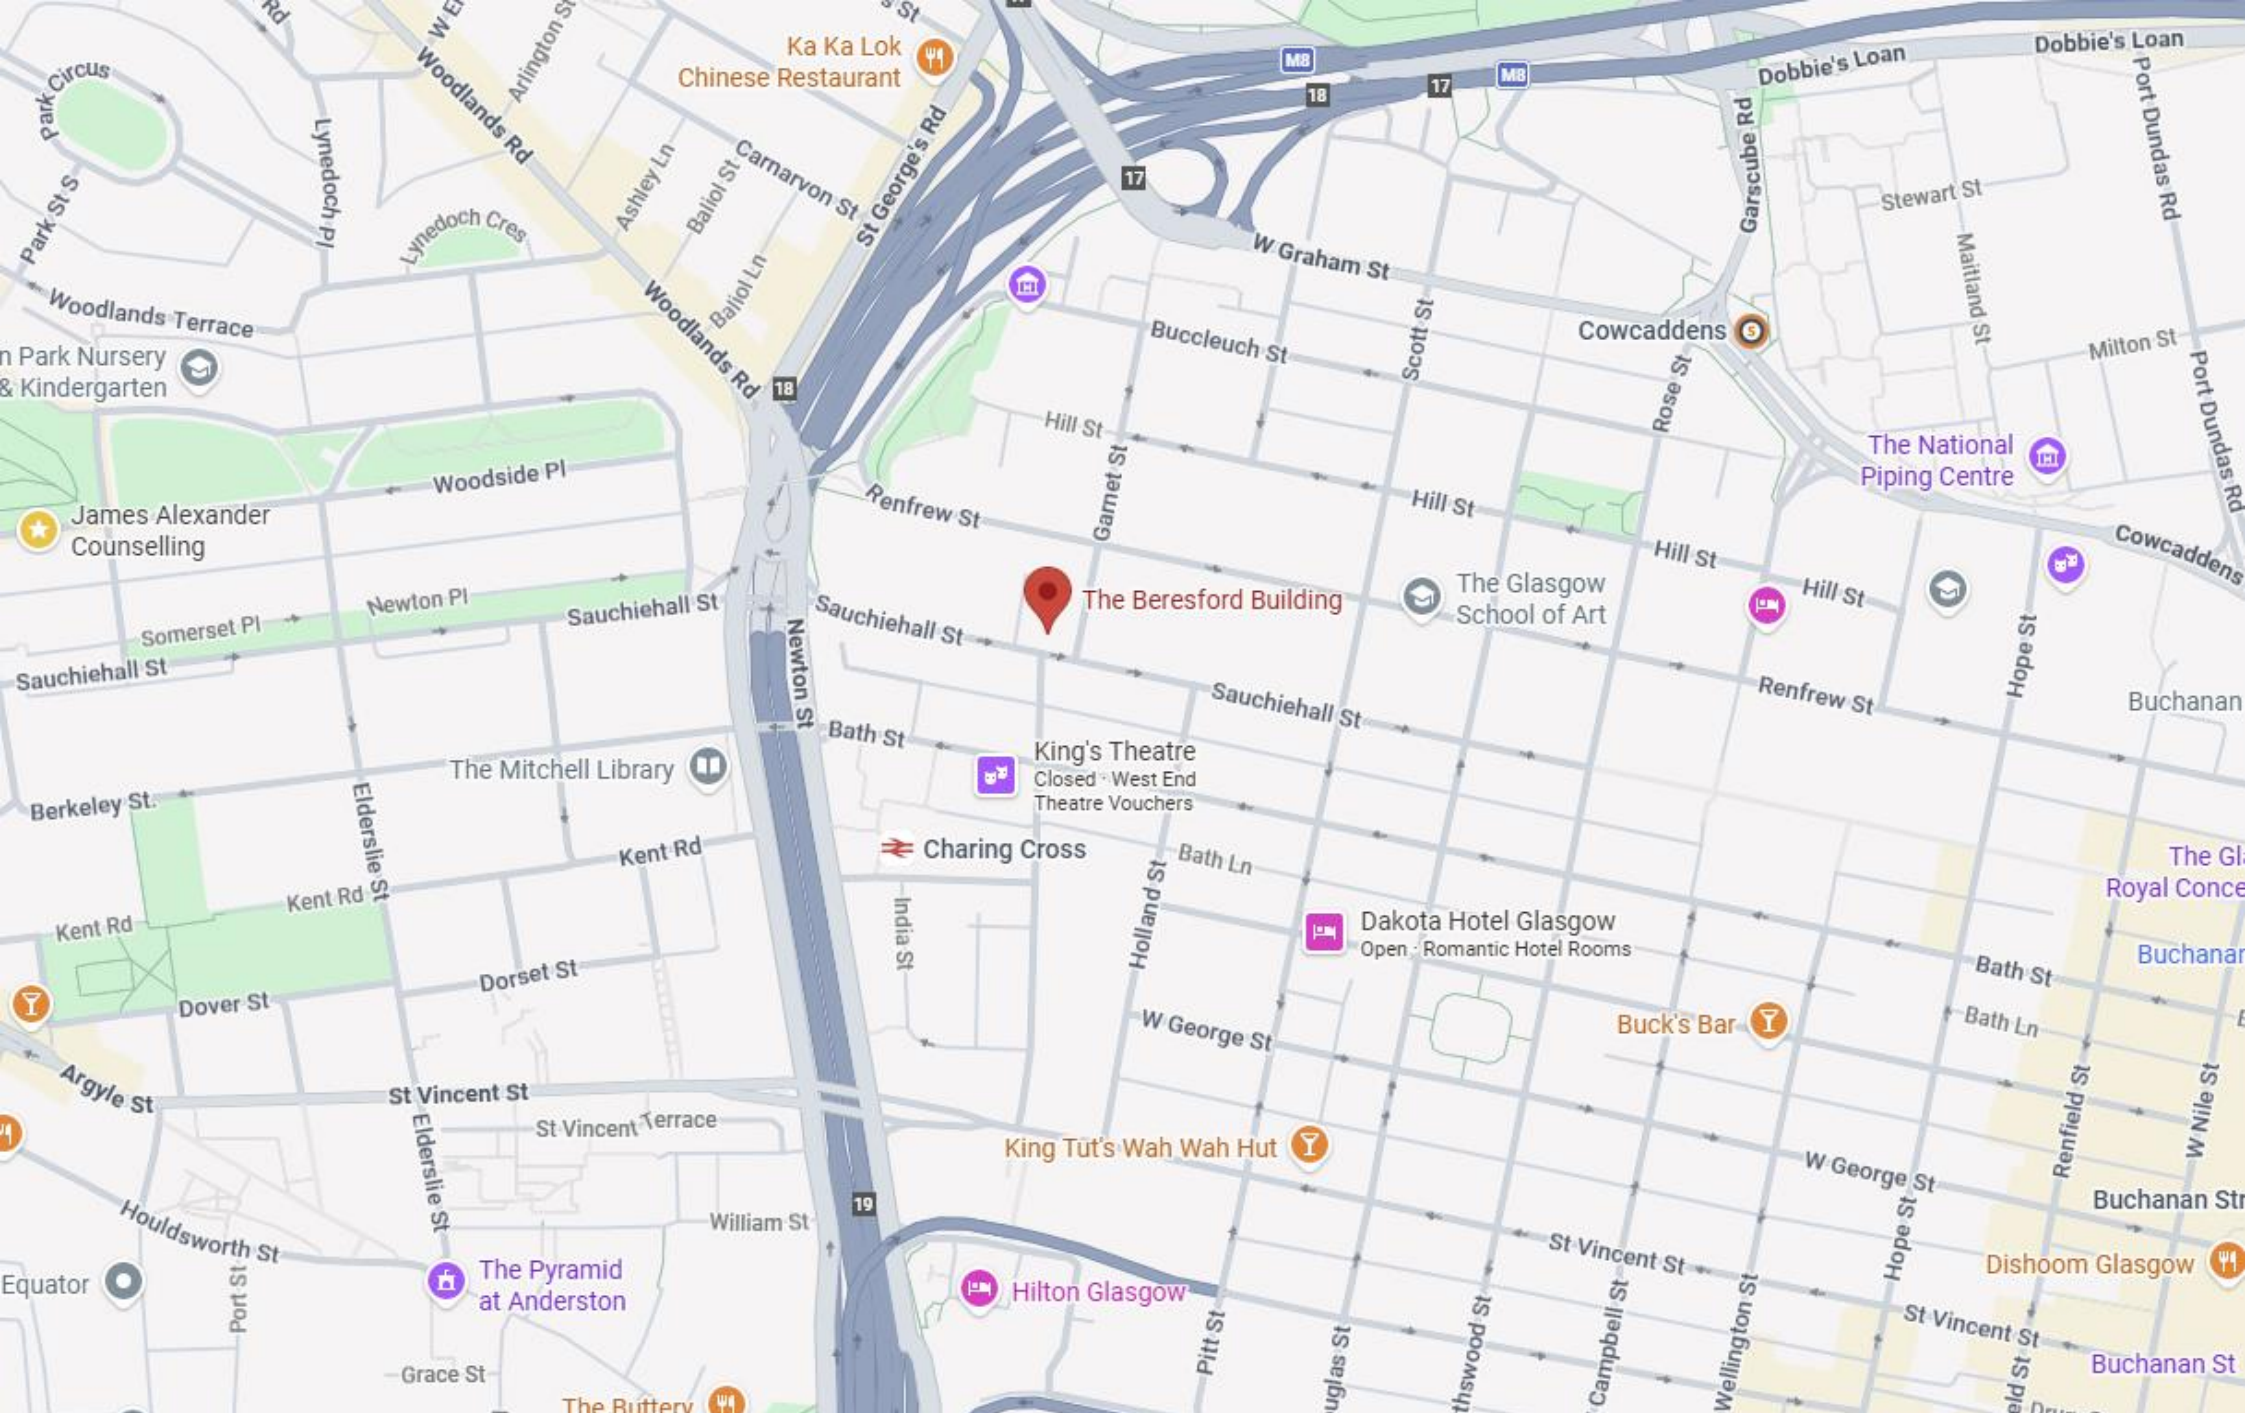 Rd
W El
Arlington St
s St
Ka Ka Lok
Chinese Restaurant
M8
18
17
M8
Dobbie's Loan
Dobbie's Loan
Park Circus
Woodlands Rd
Lynedoch Pl
Ashley Ln
Baliol St
Carnarvon St
St George's Rd
17
Garscube Rd
Port Dundas Rd
Stewart St
Park St S
Lynedoch Cres
Baliol Ln
W Graham St
Maitland St
Woodlands Terrace
Woodlands Rd
Buccleuch St
Scott St
Cowcaddens
S
Rose St
Milton St
n Park Nursery
& Kindergarten
18
Port Dundas Rd
Hill St
Garnet St
The National
Piping Centre
Woodside Pl
James Alexander
Counselling
Renfrew St
Hill St
Hill St
Hill St
Cowcaddens
Newton Pl
Somerset Pl
Sauchiehall St
Sauchiehall St
Sauchiehall St
The Beresford Building
The Glasgow
School of Art
Hope St
Newton St
Sauchiehall St
Renfrew St
Buchanan
Bath St
King's Theatre
Closed · West End
Theatre Vouchers
The Mitchell Library
Berkeley St.
Elderslie St
Charing Cross
Kent Rd
Kent Rd
Kent Rd
Bath Ln
Holland St
India St
The Gl
Royal Conce
Dakota Hotel Glasgow
Open · Romantic Hotel Rooms
Buchanan
Bath St
Dorset St
Dover St
W George St
Buck's Bar
Bath Ln
Argyle St
St Vincent St
St Vincent Terrace
Elderslie St
King Tut's Wah Wah Hut
Renfield St
W Nile St
W George St
Buchanan Str
19
William St
Houldsworth St
Port St
Hope St
St Vincent St
Dishoom Glasgow
Equator
The Pyramid
at Anderston
Hilton Glasgow
Pitt St
St Vincent St
Campbell St
Wellington St
uglas St
thswood St
Buchanan St
eld St
Grace St
The Buttery